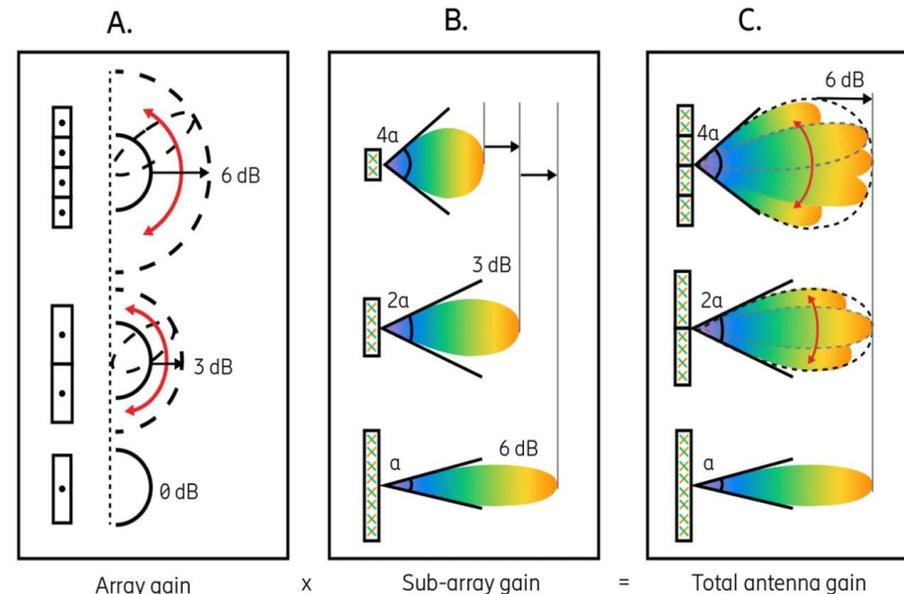 A.
B.
C.
6 dB
3 dB
0 dB
4α
2α
3 dB
α
6 dB
6 dB
4α
2α
α
Array gain x Sub-array gain = Total antenna gain